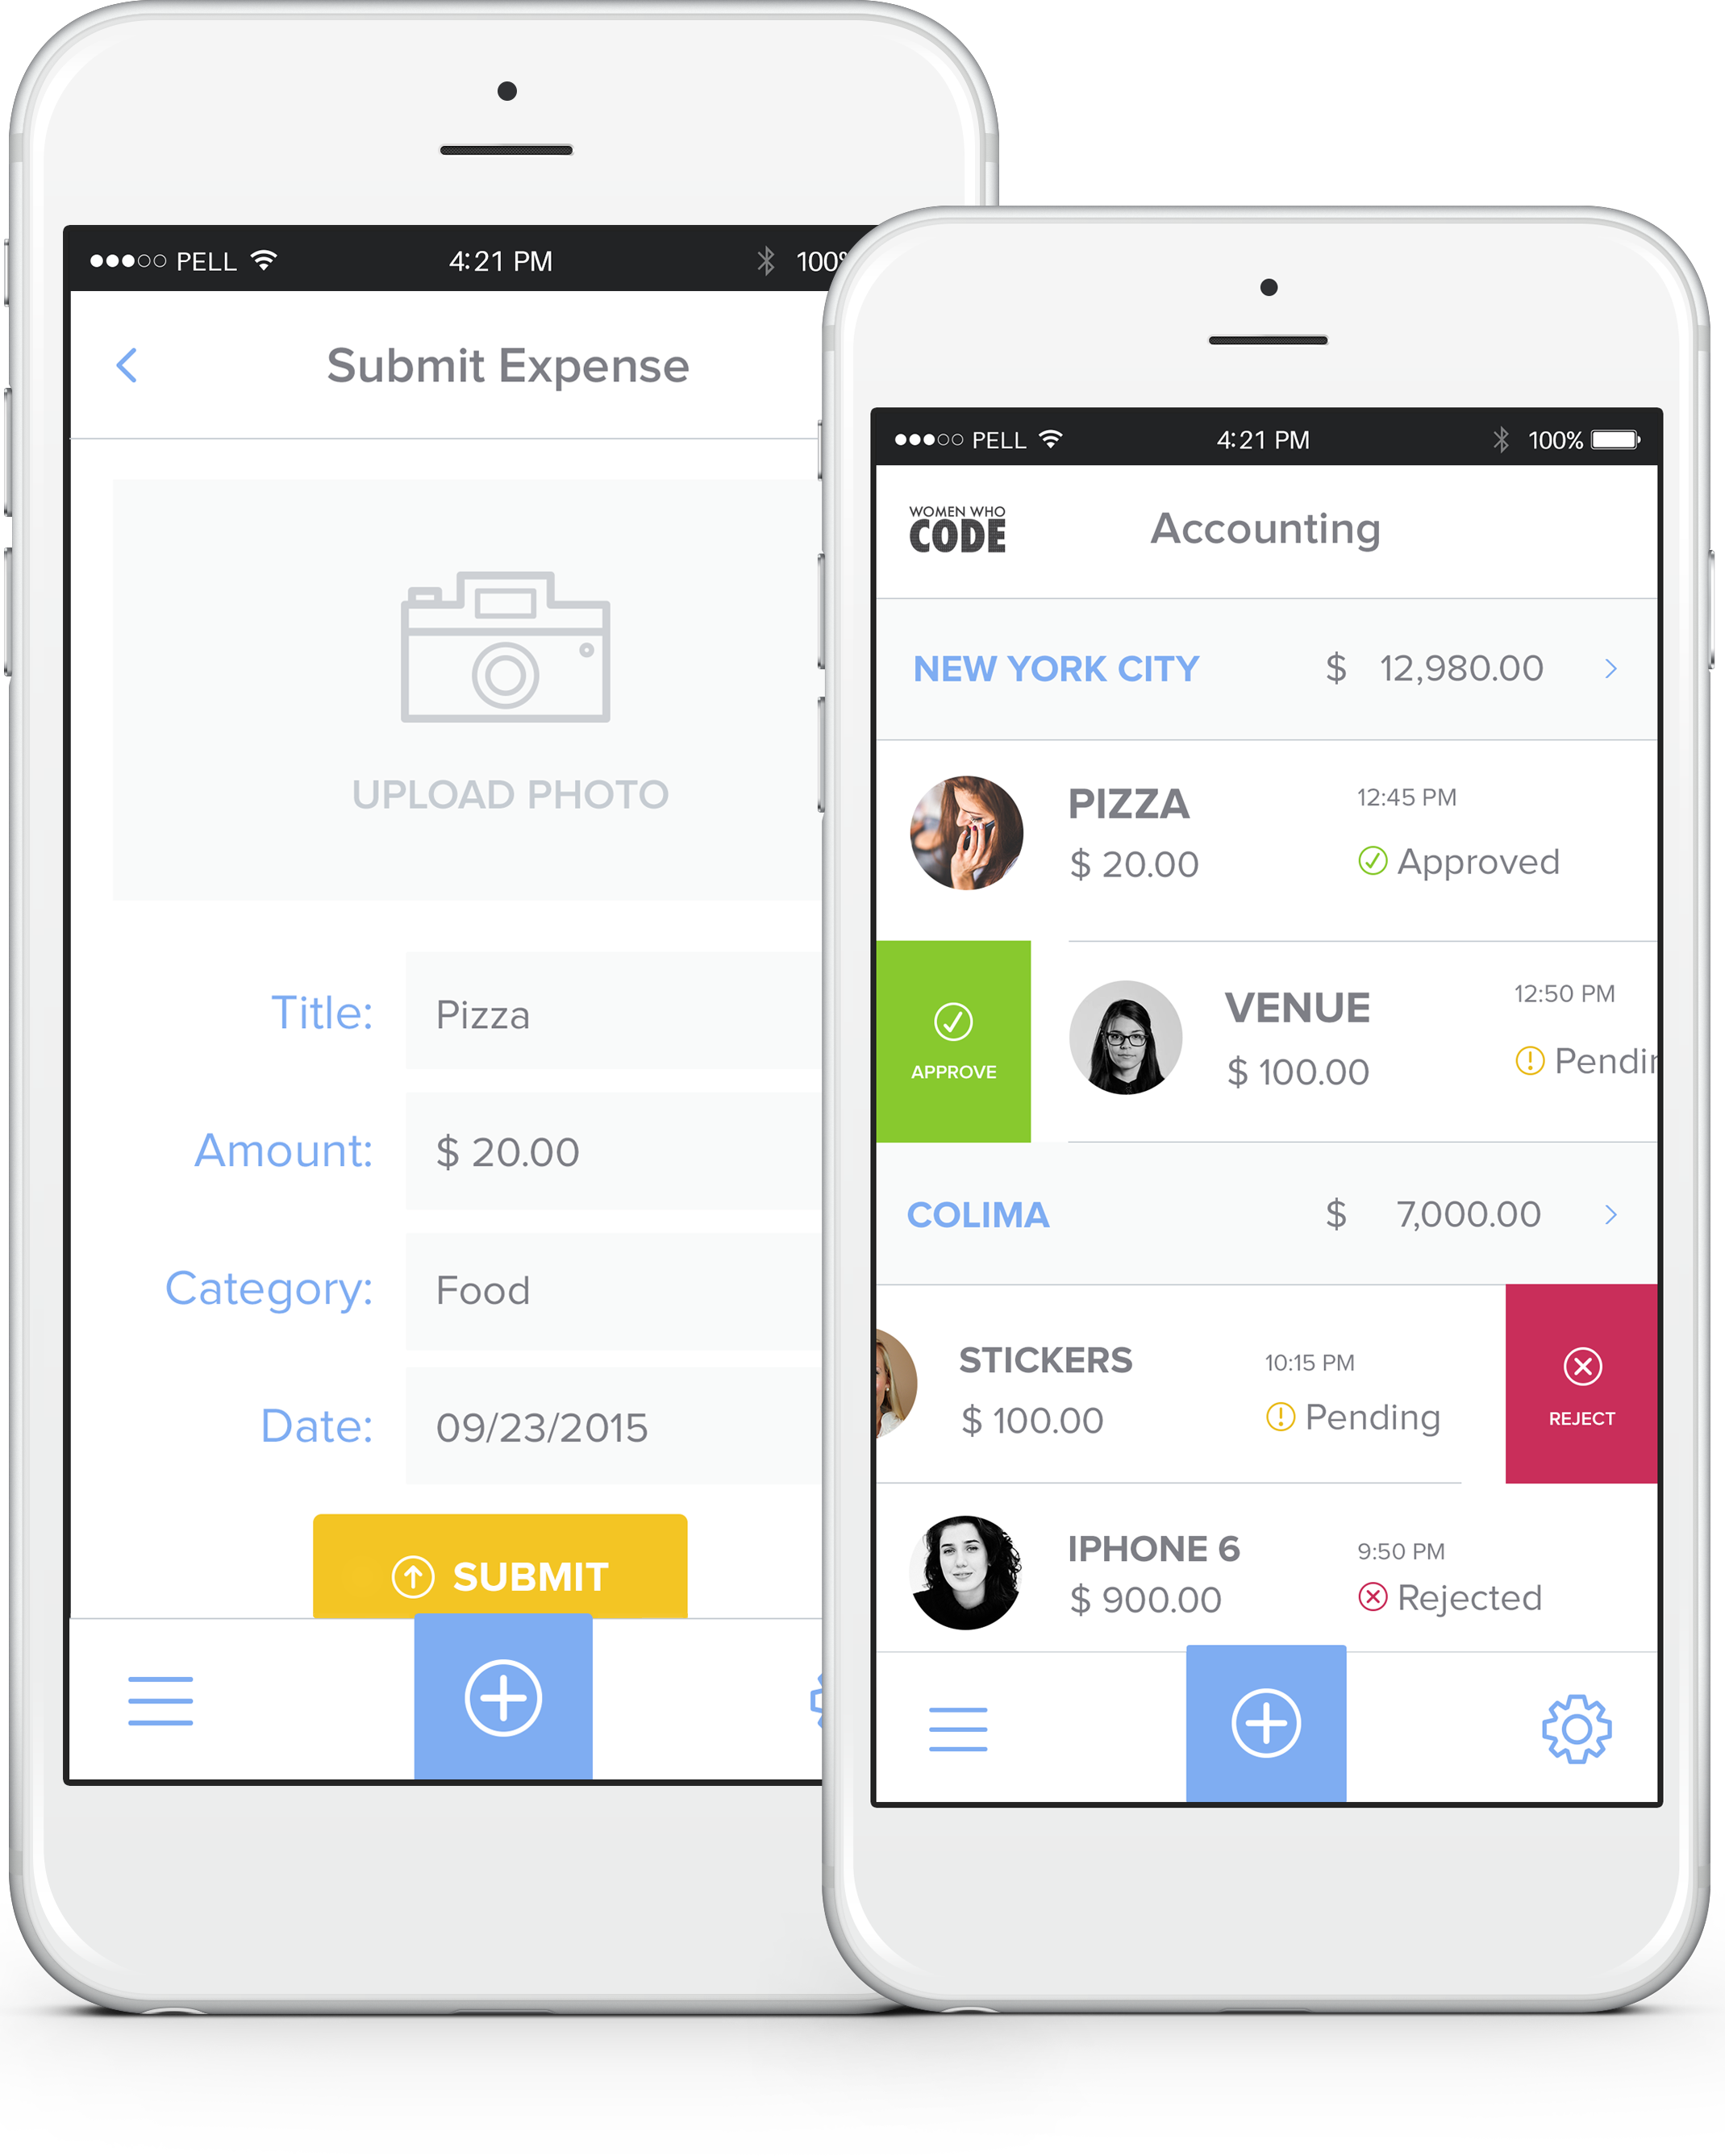 PELL 4:21 PM 100%
Submit Expense
UPLOAD PHOTO
Title: Pizza
Amount: $ 20.00
Category: Food
Date: 09/23/2015
SUBMIT
PELL 4:21 PM 100%
WOMEN WHO
CODE
Accounting
NEW YORK CITY $ 12,980.00
PIZZA 12:45 PM
$ 20.00 Approved
APPROVE
VENUE 12:50 PM
$ 100.00 Pendin
COLIMA $ 7,000.00
STICKERS 10:15 PM
$ 100.00 Pending
REJECT
IPHONE 6 9:50 PM
$ 900.00 Rejected